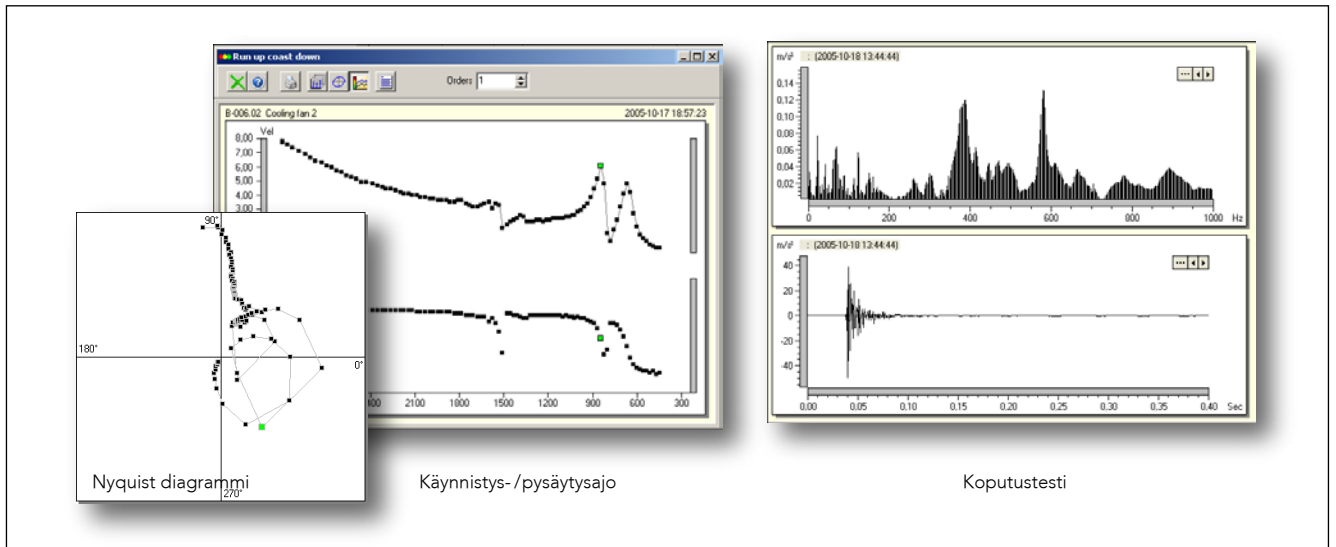 Run up coast down
Orders 1
B-006.02 Cooling fan 2 2005-10-17 18:57:23
Vel
8,00
7,00
6,00
5,00
4,00
3,00
2100 1800 1500 1200 900 600 300
90°
180° 0°
270°
Nyquist diagrammi
Käynnistys- /pysäytysajo
m/s² : (2005-10-18 13:44:44)
0,14
0,12
0,10
0,08
0,06
0,04
0,02
0 200 400 600 800 1000 Hz
m/s² : (2005-10-18 13:44:44)
40
20
0
-20
-40
0,00 0,05 0,10 0,15 0,20 0,25 0,30 0,35 0,40 Sec
Koputustesti